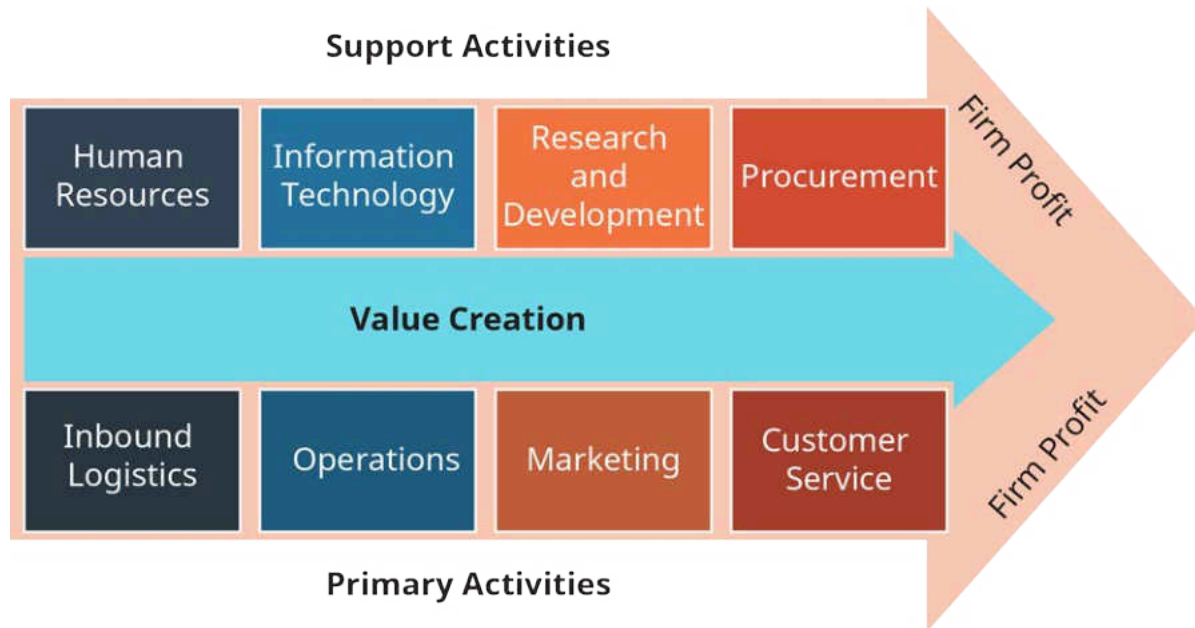 Support Activities
Human
Resources
Information
Technology
Research
and
Development
Procurement
Firm Profit
Value Creation
Inbound
Logistics
Operations
Marketing
Customer
Service
Firm Profit
Primary Activities